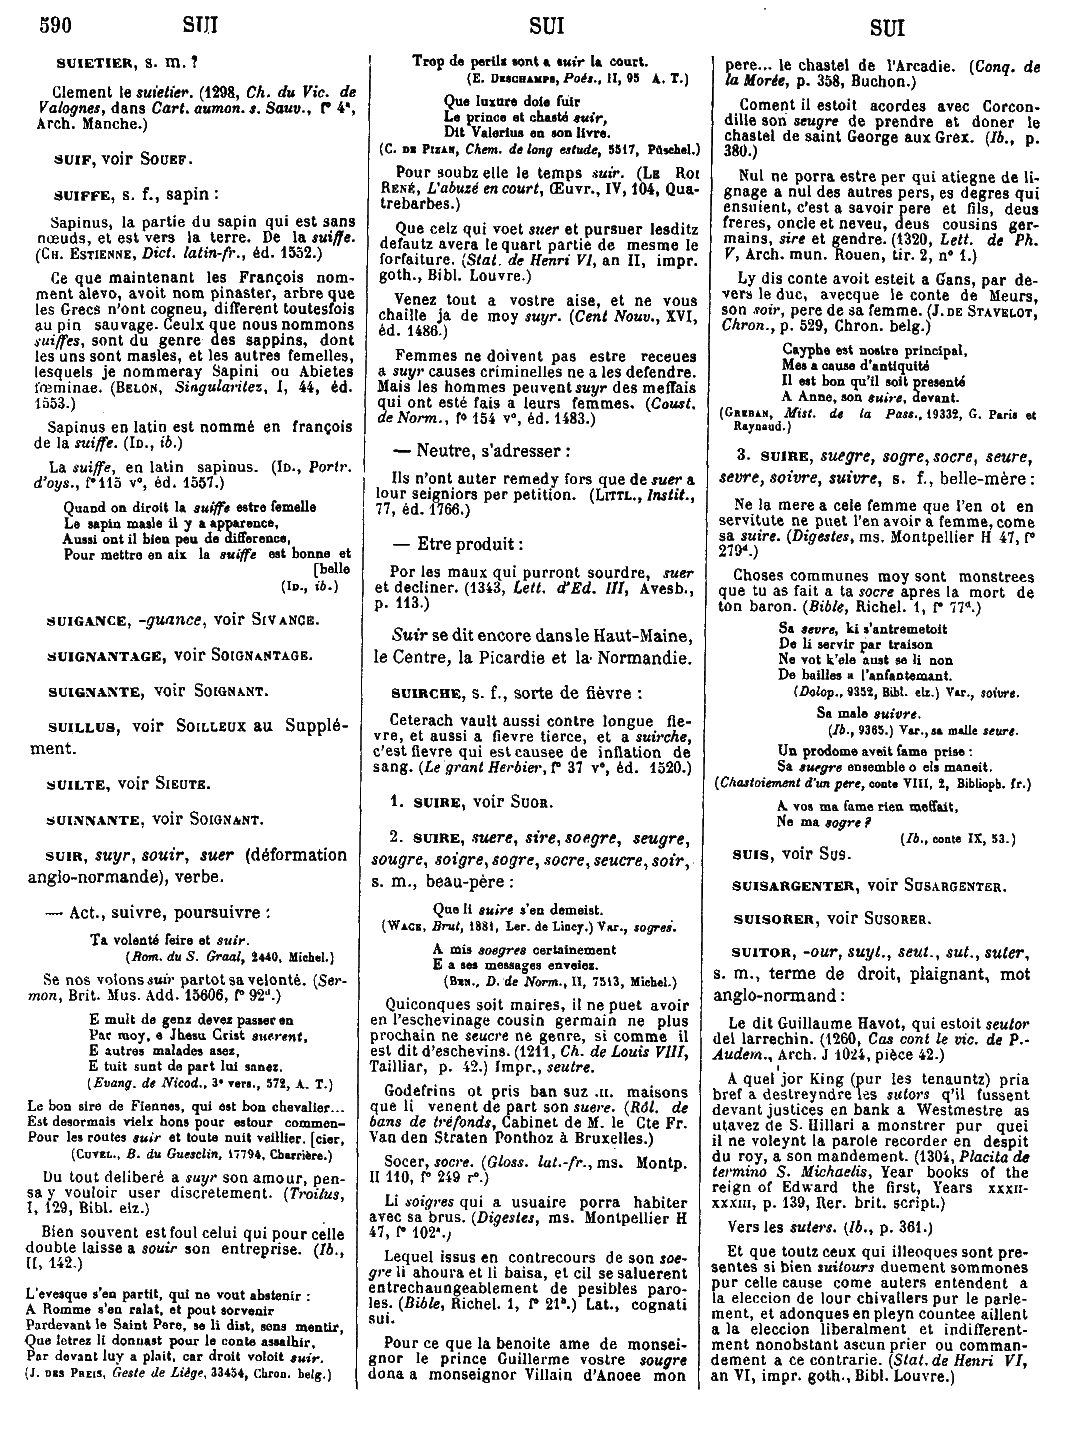 590 SUI SUI SUI
SUIETIER, s. m. ?
Clement le suietier. (1298, Ch. du Vic. de
Valognes, dans Cart. aumon. s. Sauv., f° 4ª,
Arch. Manche.)
SUIF, voir SOUEF.
SUIFFE, s. f., sapin :
Sapinus, la partie du sapin qui est sans
nœuds, et est vers la terre. De la suiffe.
(CH. ESTIENNE, Dict. latin-fr., éd. 1552.)
Ce que maintenant les François nom-
ment alevo, avoit nom pinaster, arbre que
les Grecs n'ont cogneu, different toutesfois
au pin sauvage. Ceulx que nous nommons
suiffes, sont du genre des sappins, dont
les uns sont masles, et les autres femelles,
lesquels je nommeray Sapini ou Abietes
fœminae. (BELON, Singularitez, I, 44, éd.
1553.)
Sapinus en latin est nommé en françois
de la suiffe. (ID., ib.)
La suiffe, en latin sapinus. (ID., Portr.
d'oys., f° 115 v°, éd. 1557.)
Quand on diroit la suiffe estre femelle
Le sapin masle il y a apparence,
Aussi ont il bien peu de difference,
Pour mettre en aix la suiffe est bonne et
[belle
(ID., ib.)
SUIGANCE, -guance, voir SIVANCE.
SUIGNANTAGE, voir SOIGNANTAGE.
SUIGNANTE, voir SOIGNANT.
SUILLUS, voir SOILLEUX au Supplé-
ment.
SUILTE, voir SIEUTE.
SUINNANTE, voir SOIGNANT.
SUIR, suyr, souir, suer (déformation
anglo-normande), verbe.
— Act., suivre, poursuivre :
Ta volenté feire et suir.
(Rom. du S. Graal, 2440, Michel.)
Se nos volons suir partot sa velonté. (Ser-
mon, Brit. Mus. Add. 15606, f° 92ᵈ.)
E mult de genz devez passer en
Par moy, e Jhesu Crist suerent,
E autres malades asez,
E tuit sunt de part lui sanez.
(Evang. de Nicod., 3ᵉ vers., 572, A. T.)
Le bon sire de Fiennes, qui est bon chevalier...
Est desormais vielz hons pour estour commen-
Pour les routes suir et toute nuit veillier. [cier,
(CUVEL., B. du Guesclin, 17794, Charrière.)
Du tout deliberé a suyr son amour, pen-
sa y vouloir user discretement. (Troilus,
I, 129, Bibl. elz.)
Bien souvent est foul celui qui pour celle
double laisse a souir son entreprise. (Ib.,
II, 142.)
L'evesque s'en partit, qui ne vout abstenir :
A Romme s'en ralat, et pout sorvenir
Pardevant le Saint Pere, se li dist, sens mentir,
Que lotrez li donuast pour le conte assalhir,
Par devant luy a plait, car droit voloit suir.
(J. DES PREIS, Geste de Liége, 33454, Chron. belg.)
Trop de perilz sont a suir la court.
(E. DESCHAMPS, Poés., II, 95 A. T.)
Que luxure doie fuir
Le prince et chasté suir,
Dit Valerius en son livre.
(C. DE PIZAN, Chem. de long estude, 5517, Püschel.)
Pour soubz elle le temps suir. (LE ROI
RENÉ, L'abuzé en court, Œuvr., IV, 104, Qua-
trebarbes.)
Que celz qui voet suer et pursuer lesditz
defautz avera le quart partie de mesme le
forfaiture. (Stat. de Henri VI, an II, impr.
goth., Bibl. Louvre.)
Venez tout a vostre aise, et ne vous
chaille ja de moy suyr. (Cent Nouv., XVI,
éd. 1486.)
Femmes ne doivent pas estre receues
a suyr causes criminelles ne a les defendre.
Mais les hommes peuvent suyr des meffais
qui ont esté fais a leurs femmes. (Coust.
de Norm., f° 154 v°, éd. 1483.)
— Neutre, s'adresser :
Ils n'ont auter remedy fors que de suer a
lour seigniors per petition. (LITTL., Instit.,
77, éd. 1766.)
— Etre produit :
Por les maux qui purront sourdre, suer
et decliner. (1343, Lett. d'Ed. III, Avesb.,
p. 113.)
Suir se dit encore dans le Haut-Maine,
le Centre, la Picardie et la Normandie.
SUIRCHE, s. f., sorte de fièvre :
Ceterach vault aussi contre longue fie-
vre, et aussi a fievre tierce, et a suirche,
c'est fievre qui est causee de inflation de
sang. (Le grant Herbier, f° 37 v°, éd. 1520.)
1. SUIRE, voir SUOR.
2. SUIRE, suere, sire, soegre, seugre,
sougre, soigre, sogre, socre, seucre, soir,
s. m., beau-père :
Que li suire s'en demeist.
(WACE, Brut, 1881, Ler. de Lincy.) Var., sogres.
A mis soegres certainement
E a ses messages enveiez.
(BEN., D. de Norm., II, 7513, Michel.)
Quiconques soit maires, il ne puet avoir
en l'eschevinage cousin germain ne plus
prochain ne seucre ne genre, si comme il
est dit d'eschevins. (1211, Ch. de Louis VIII,
Tailliar, p. 42.) Impr., seutre.
Godefrins ot pris ban suz .II. maisons
que li venent de part son suere. (Rôl. de
bans de tréfonds, Cabinet de M. le Cte Fr.
Van den Straten Ponthoz à Bruxelles.)
Socer, socre. (Gloss. lat.-fr., ms. Montp.
H 110, f° 249 r°.)
Li soigres qui a usuaire porra habiter
avec sa brus. (Digestes, ms. Montpellier H
47, f° 102ª.)
Lequel issus en contrecours de son soe-
gre li ahoura et li baisa, et cil se saluerent
entrechaungeablement de pesibles paro-
les. (Bible, Richel. 1, f° 21ᵇ.) Lat., cognati
sui.
Pour ce que la benoite ame de monsei-
gnor le prince Guillerme vostre sougre
dona a monseignor Villain d'Anoee mon
pere... le chastel de l'Arcadie. (Conq. de
la Morée, p. 358, Buchon.)
Coment il estoit acordes avec Corcon-
dille son seugre de prendre et doner le
chastel de saint George aux Grex. (Ib., p.
380.)
Nul ne porra estre per qui atiegne de li-
gnage a nul des autres pers, es degres qui
ensuient, c'est a savoir pere et fils, deus
freres, oncle et neveu, deus cousins ger-
mains, sire et gendre. (1320, Lett. de Ph.
V, Arch. mun. Rouen, tir. 2, n° 1.)
Ly dis conte avoit esteit a Gans, par de-
vers le duc, avecque le conte de Meurs,
son soir, pere de sa femme. (J. DE STAVELOT,
Chron., p. 529, Chron. belg.)
Cayphe est nostre principal,
Mes a cause d'antiquité
Il est bon qu'il soit presenté
A Anne, son suire, devant.
(GREBAN, Mist. de la Pass., 19332, G. Paris et
Raynaud.)
3. SUIRE, suegre, sogre, socre, seure,
sevre, soivre, suivre, s. f., belle-mère :
Ne la mere a cele femme que l'en ot en
servitute ne puet l'en avoir a femme, come
sa suire. (Digestes, ms. Montpellier H 47, f°
279ᵈ.)
Choses communes moy sont monstrees
que tu as fait a ta socre apres la mort de
ton baron. (Bible, Richel. 1, f° 77ᵈ.)
Sa sevre, ki s'antremetoit
De li servir par traison
Ne vot k'ele aust se li non
De bailles a l'anfantemant.
(Dolop., 9352, Bibl. elz.) Var., soivre.
Sa male suivre.
(Ib., 9365.) Var., sa malle seure.
Un prodome aveit fame prise :
Sa suegre ensemble o els maneit.
(Chastoiement d'un pere, conte VIII, 2, Biblioph. fr.)
A vos ma fame rien meffait,
Ne ma sogre ?
(Ib., conte IX, 53.)
SUIS, voir SUS.
SUISARGENTER, voir SUSARGENTER.
SUISORER, voir SUSORER.
SUITOR, -our, suyl., seut., sut., suter,
s. m., terme de droit, plaignant, mot
anglo-normand :
Le dit Guillaume Havot, qui estoit seutor
del larrechin. (1260, Cas cont le vic. de P.-
Audem., Arch. J 1024, pièce 42.)
A quel jor King (pur les tenauntz) pria
bref a destreyndre les sutors q'il fussent
devant justices en bank a Westmestre as
utavez de S. Hillari a monstrer pur quei
il ne voleynt la parole recorder en despit
du roy, a son mandement. (1304, Placita de
termino S. Michaelis, Year books of the
reign of Edward the first, Years XXXII-
XXXIII, p. 139, Rer. brit. script.)
Vers les suters. (Ib., p. 361.)
Et que toutz ceux qui illeoques sont pre-
sentes si bien suitours duement sommones
pur celle cause come auters entendent a
la eleccion de lour chivallers pur le parle-
ment, et adonques en pleyn countee aillent
a la eleccion liberalment et indifferent-
ment nonobstant ascun prier ou comman-
dement a ce contrarie. (Stat. de Henri VI,
an VI, impr. goth., Bibl. Louvre.)